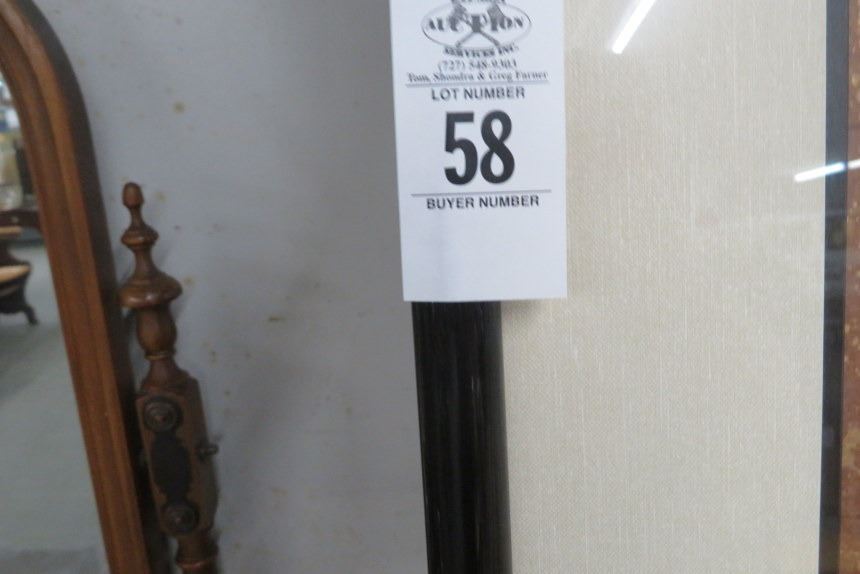 AUCTION
SERVICES INC.
(727) 548-9303
Tom, Shondra & Greg Farner
LOT NUMBER
58
BUYER NUMBER